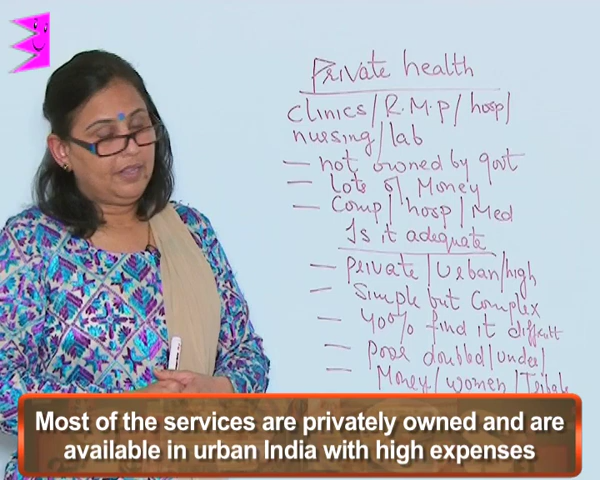 Private health
clinics/R.M.P/hosp/
nursing/lab
— not owned by govt
— Lots of Money
— Comp/hosp/Med
Is it adequate
— Private/Urban/high
— Simple but Complex
— 40% find it difficult
— poor doubled/under/
— Money/women/Tribals
Most of the services are privately owned and are
available in urban India with high expenses